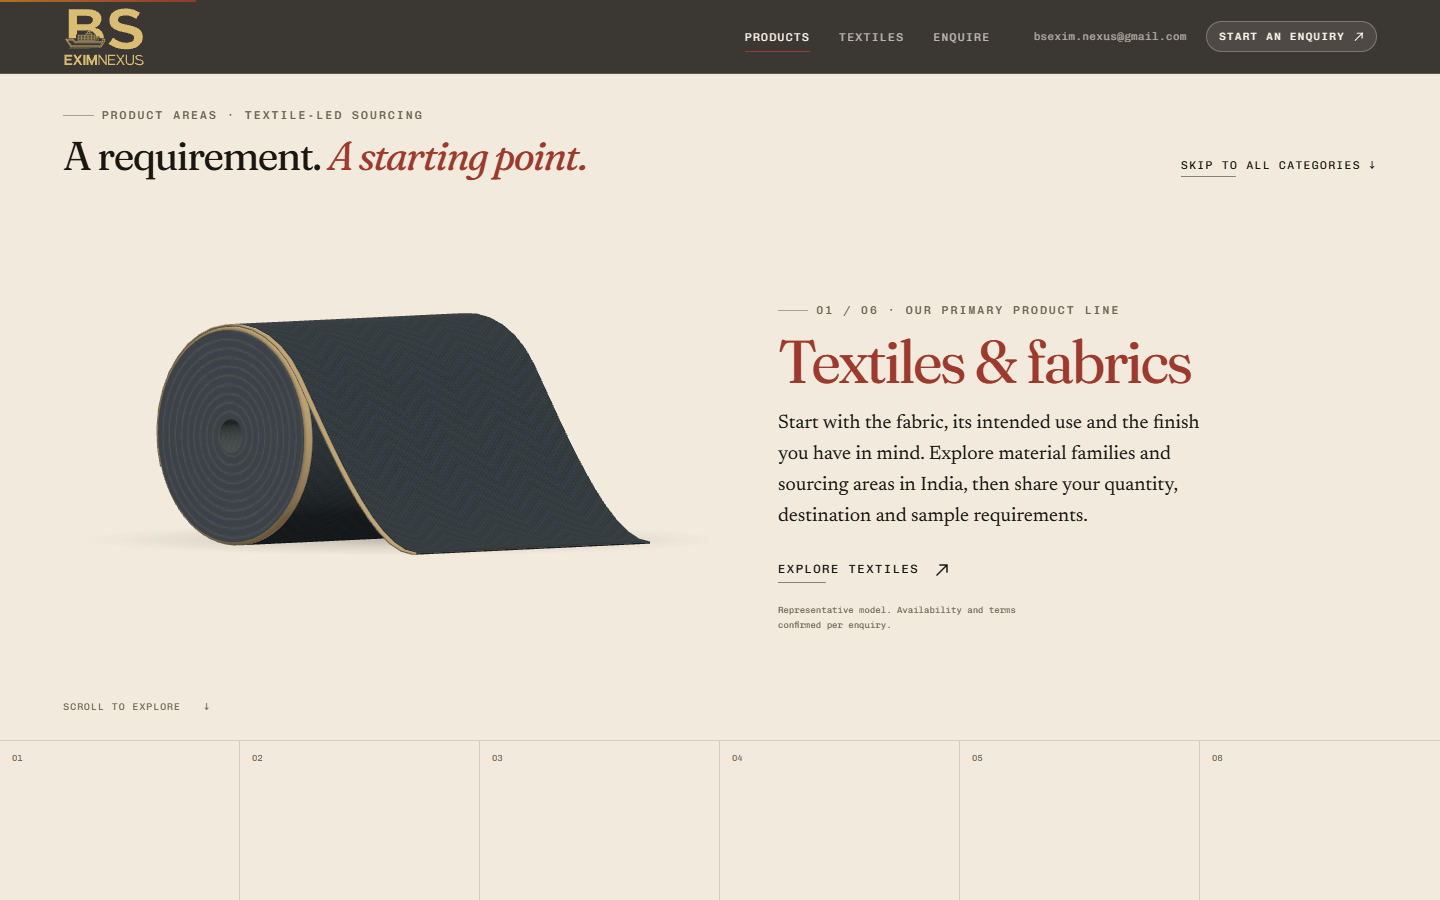 BS
EXIMNEXUS
PRODUCTS
TEXTILES
ENQUIRE
bsexim.nexus@gmail.com
START AN ENQUIRY ↗
PRODUCT AREAS · TEXTILE-LED SOURCING
A requirement. A starting point.
SKIP TO ALL CATEGORIES ↓
01 / 06 · OUR PRIMARY PRODUCT LINE
Textiles & fabrics
Start with the fabric, its intended use and the finish
you have in mind. Explore material families and
sourcing areas in India, then share your quantity,
destination and sample requirements.
EXPLORE TEXTILES ↗
Representative model. Availability and terms
confirmed per enquiry.
SCROLL TO EXPLORE ↓
01
02
03
04
05
06